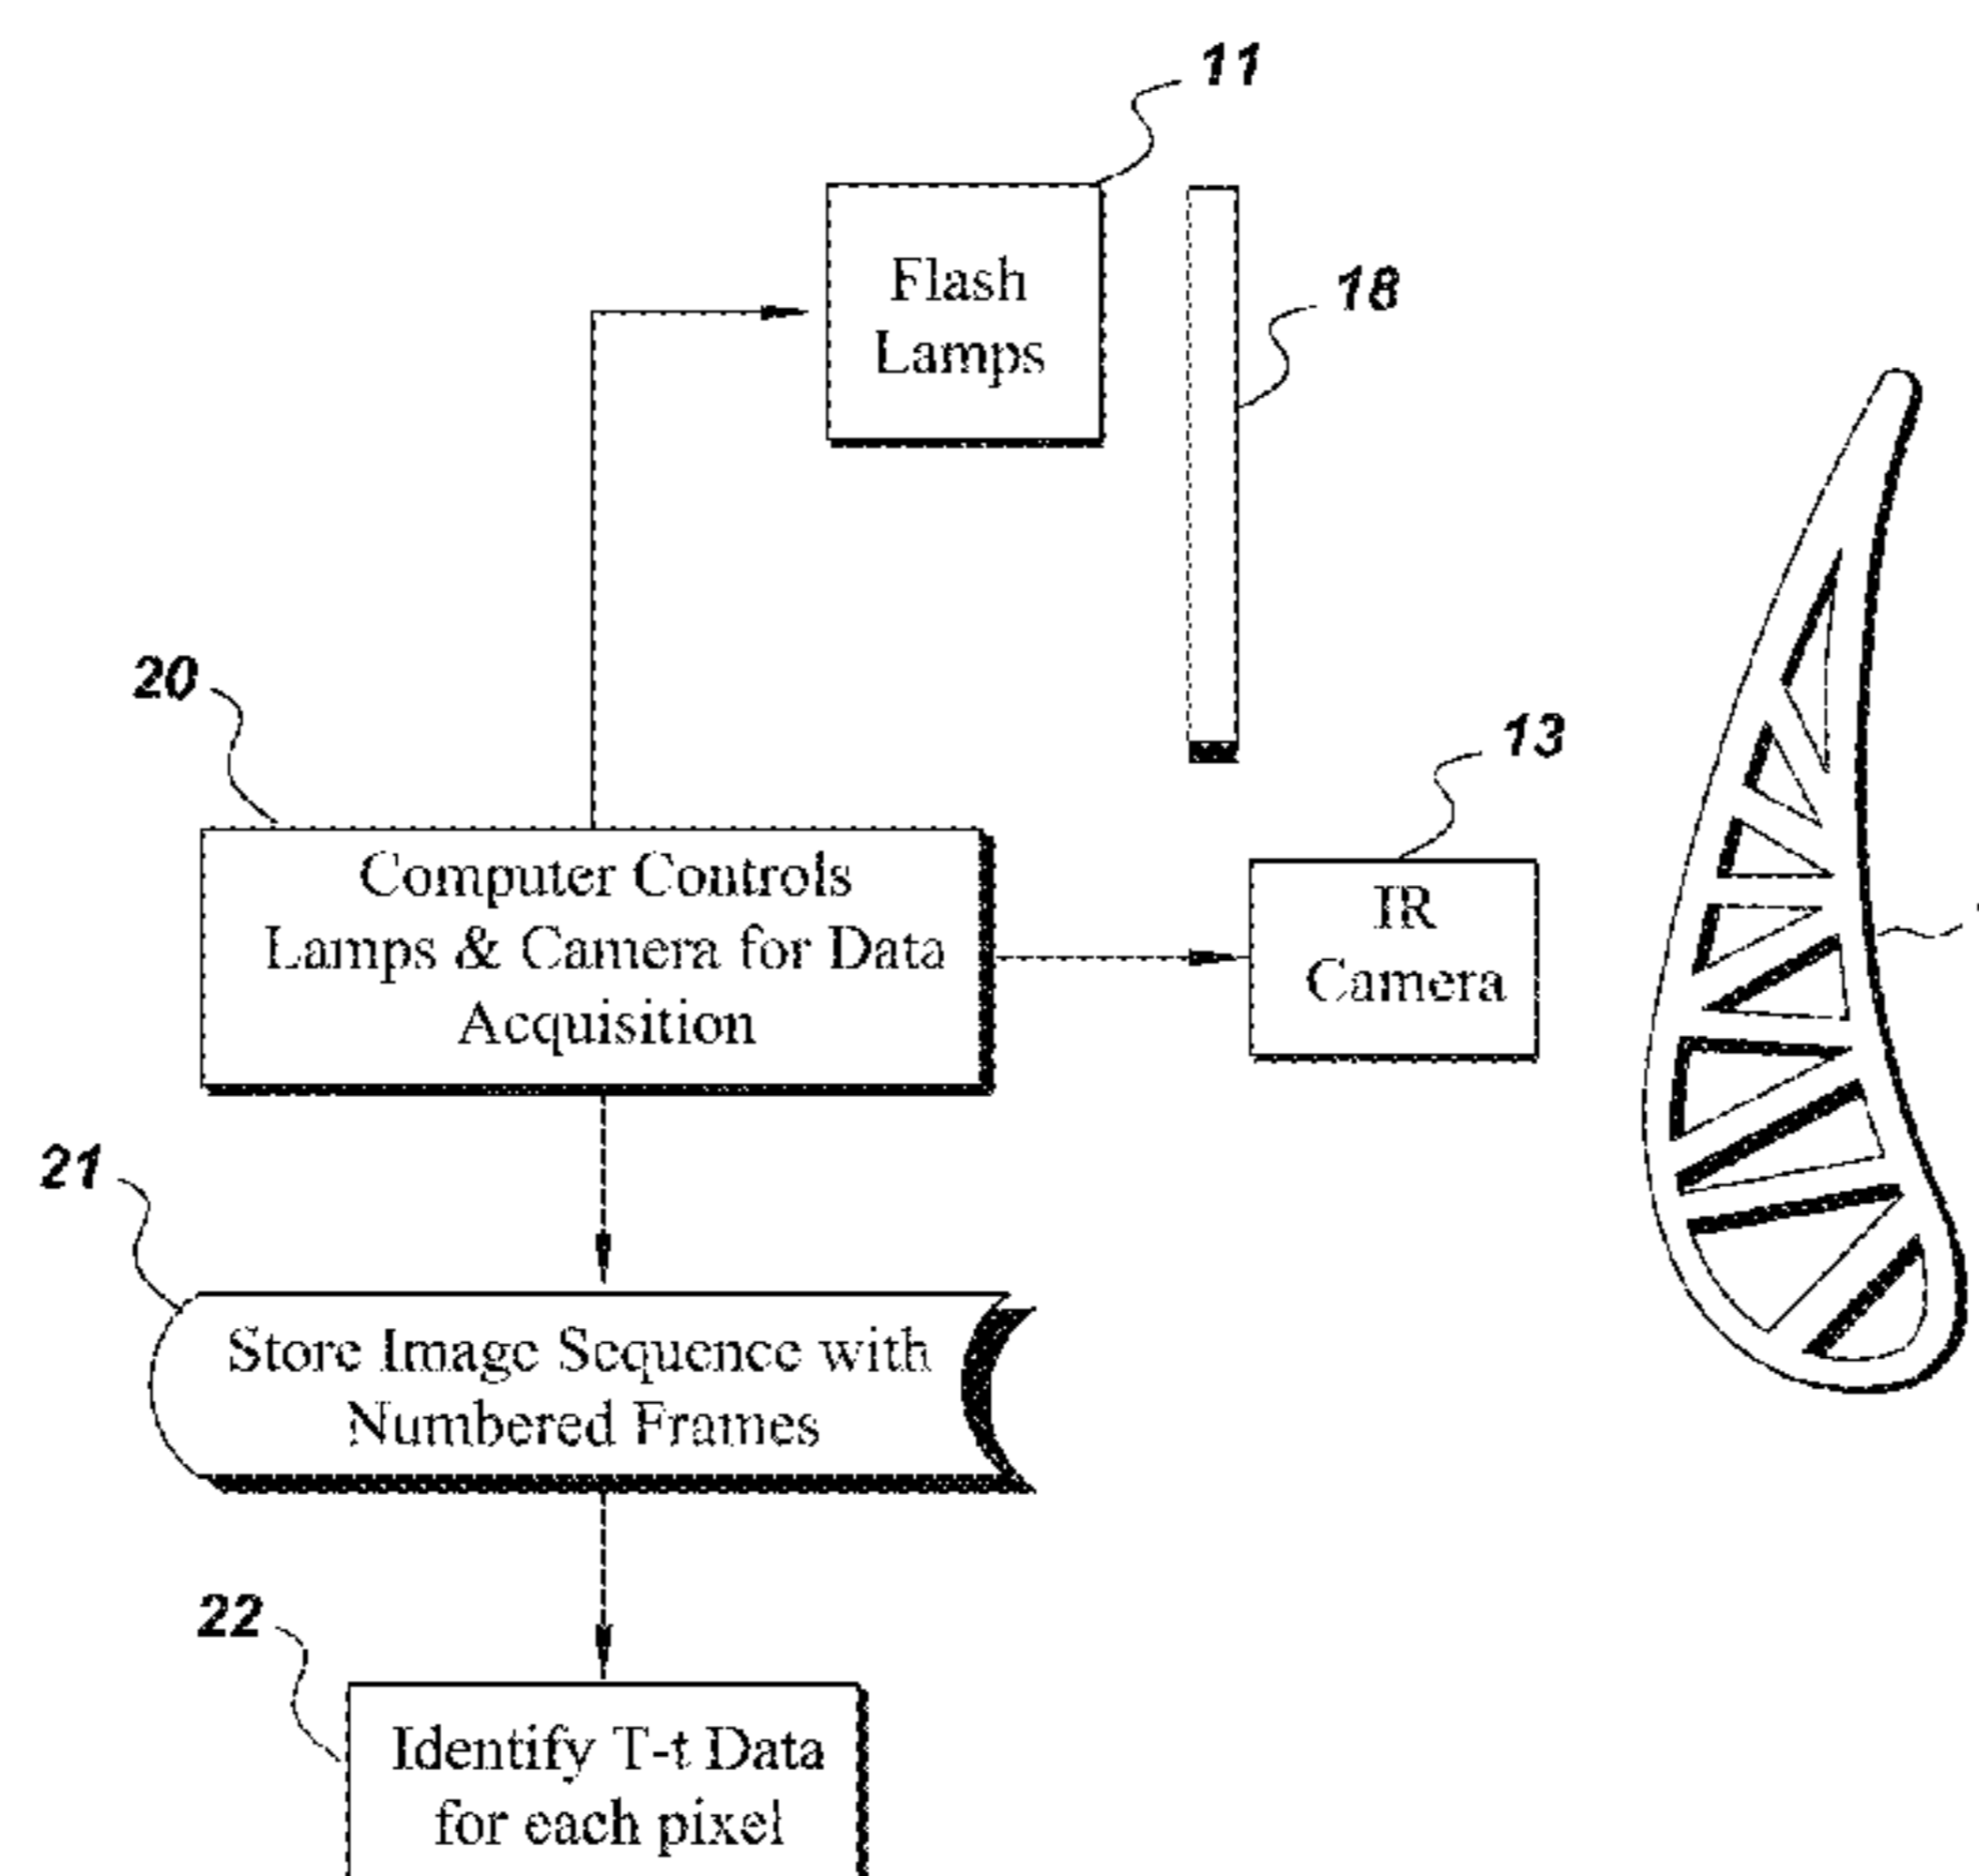 11
Flash
Lamps
18
20
13
Computer Controls
Lamps & Camera for Data
Acquisition
IR
Camera
21
Store Image Sequence with
Numbered Frames
22
Identify T-t Data
for each pixel